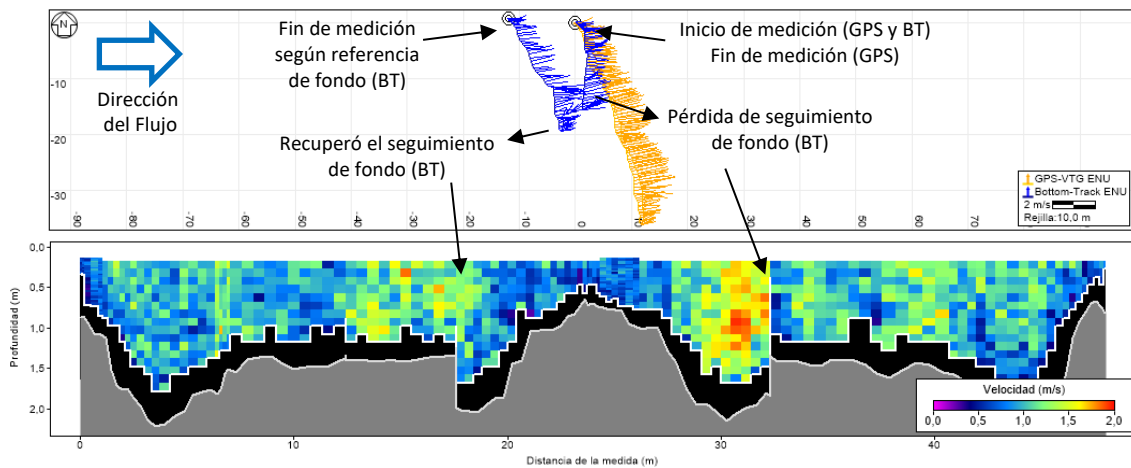 N
Dirección
del Flujo
Fin de medición
según referencia
de fondo (BT)
Inicio de medición (GPS y BT)
Fin de medición (GPS)
Recuperó el seguimiento
de fondo (BT)
Pérdida de seguimiento
de fondo (BT)
-10
-20
-30
-90
-80
-70
-60
-50
-40
-30
-20
-10
0
10
20
30
40
50
60
70
GPS-VTG ENU
Bottom-Track ENU
2 m/s
Rejilla:10,0 m
0,0
0,5
1,0
1,5
2,0
Profundidad (m)
Velocidad (m/s)
0,0
0,5
1,0
1,5
2,0
0
10
20
30
40
Distancia de la medida (m)